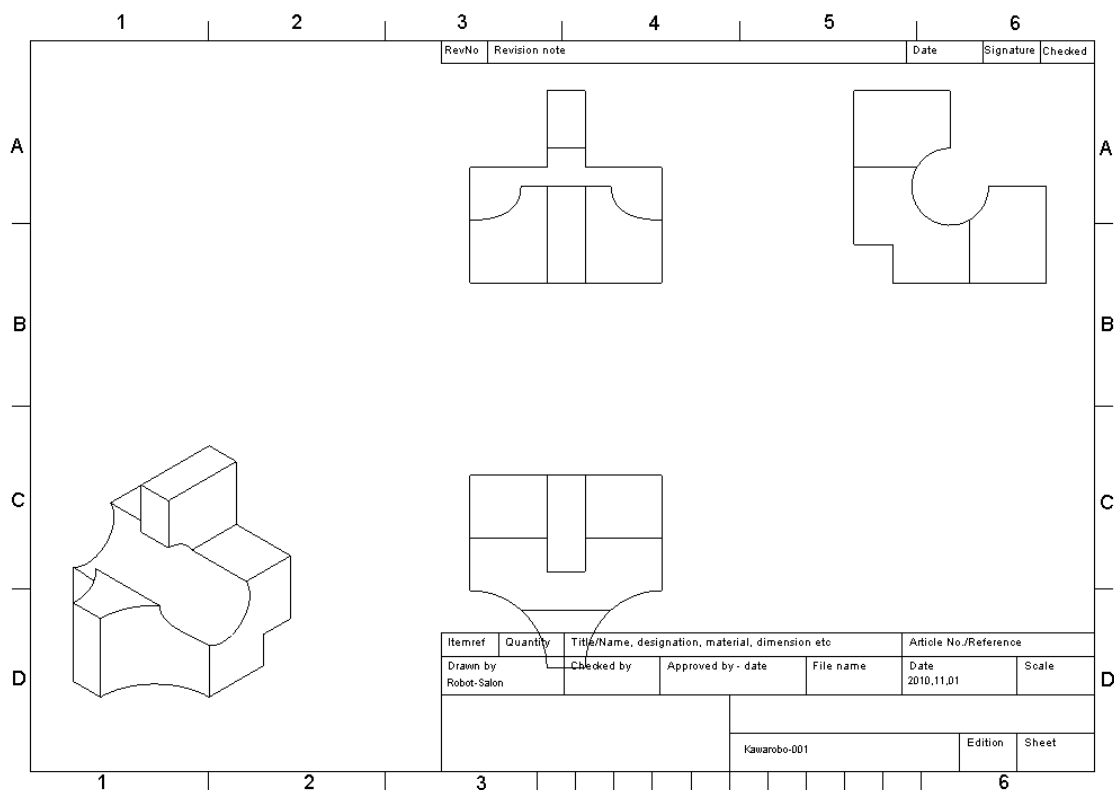 1 2 3 4 5 6
RevNo Revision note Date Signature Checked
A A
B B
C C
D D
Itemref Quantity Title/Name, designation, material, dimension etc Article No./Reference
Drawn by Checked by Approved by - date File name Date Scale
Robot-Salon 2010,11,01
Kawarobo-001 Edition Sheet
1 2 3 6